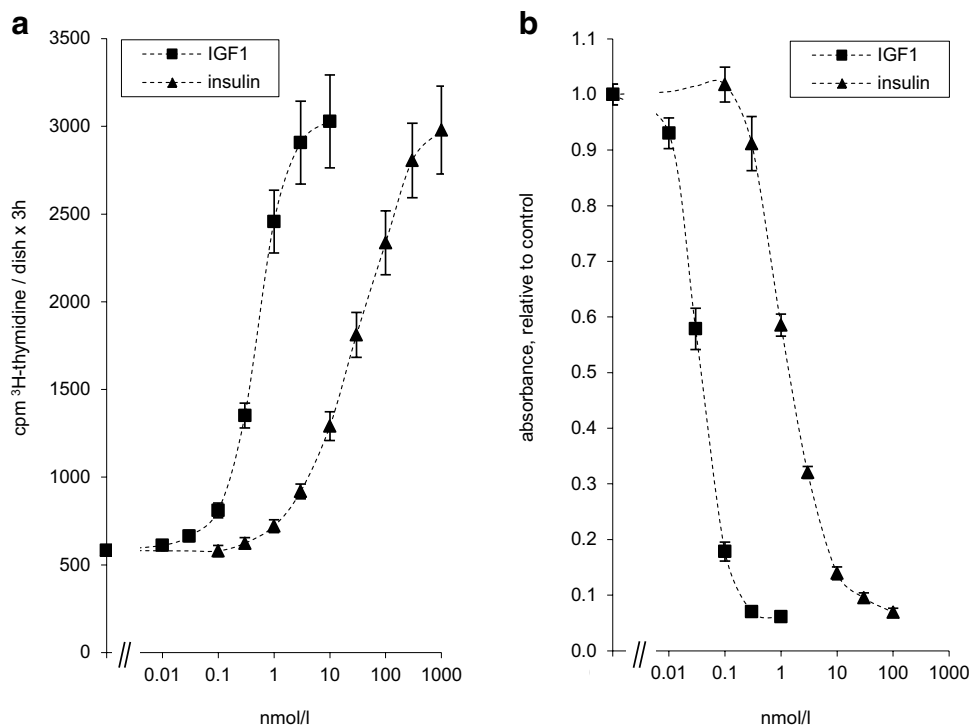 a
IGF1
insulin
3500
3000
2500
2000
1500
1000
500
0
cpm ³H-thymidine / dish x 3h
//
0.01 0.1 1 10 100 1000
nmol/l
b
IGF1
insulin
1.1
1.0
0.9
0.8
0.7
0.6
0.5
0.4
0.3
0.2
0.1
0.0
absorbance, relative to control
//
0.01 0.1 1 10 100 1000
nmol/l